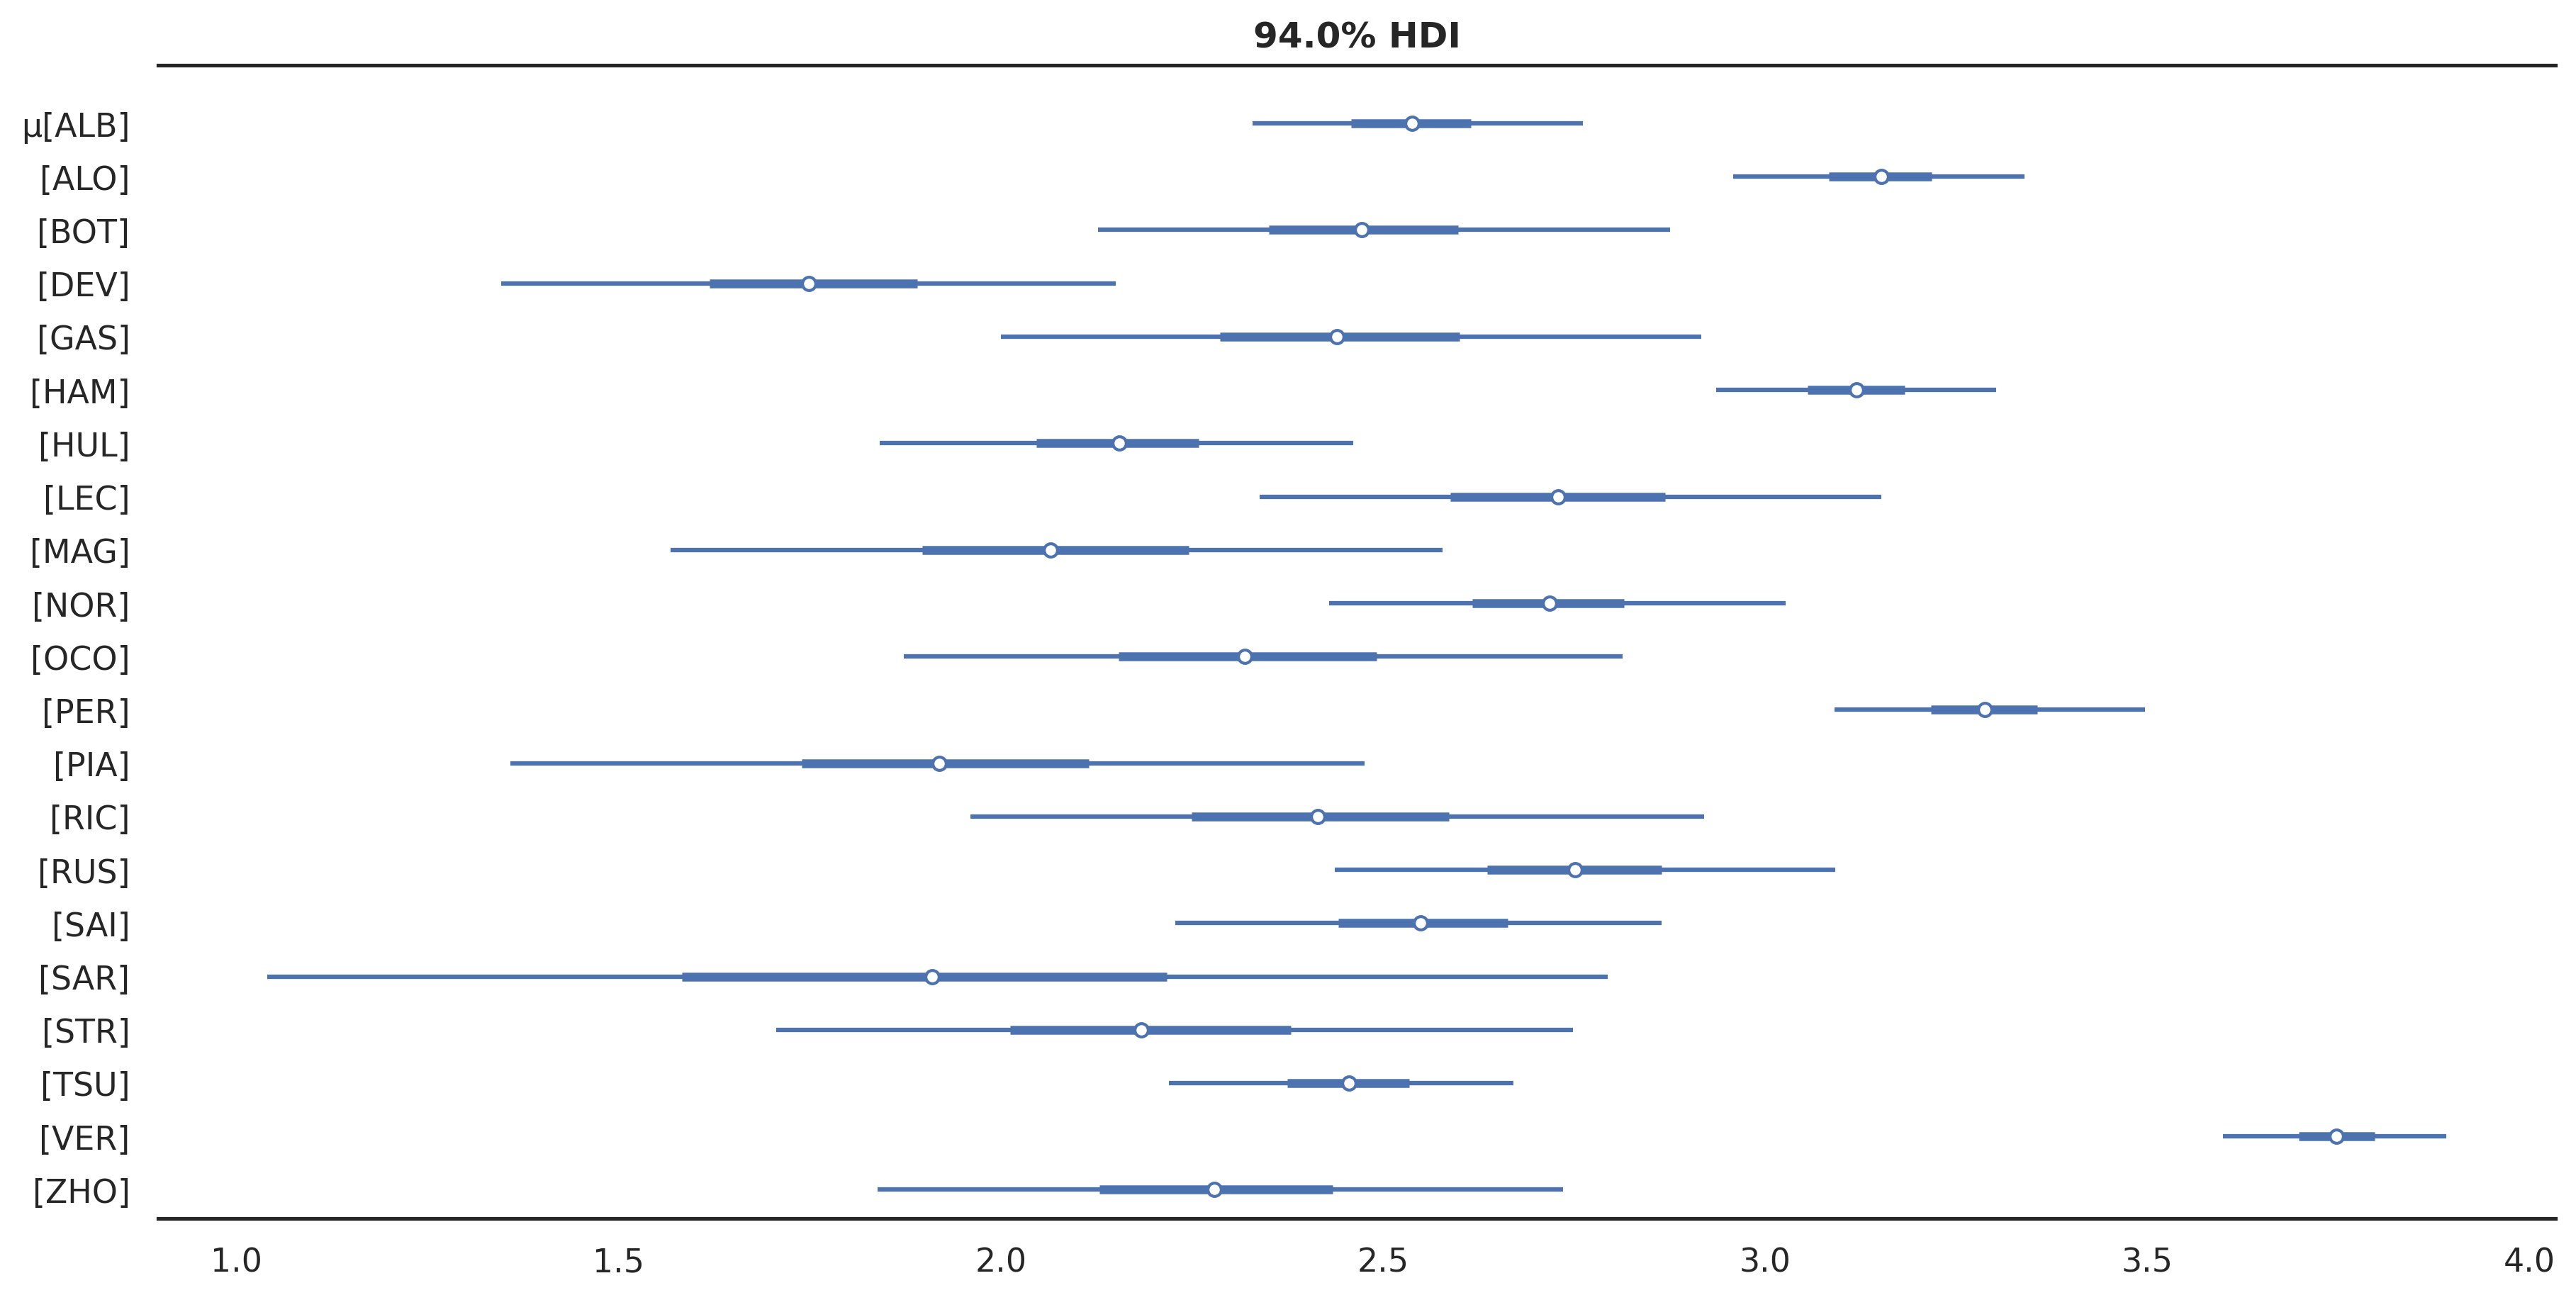 94.0% HDI
μ[ALB]
[ALO]
[BOT]
[DEV]
[GAS]
[HAM]
[HUL]
[LEC]
[MAG]
[NOR]
[OCO]
[PER]
[PIA]
[RIC]
[RUS]
[SAI]
[SAR]
[STR]
[TSU]
[VER]
[ZHO]
1.0 1.5 2.0 2.5 3.0 3.5 4.0